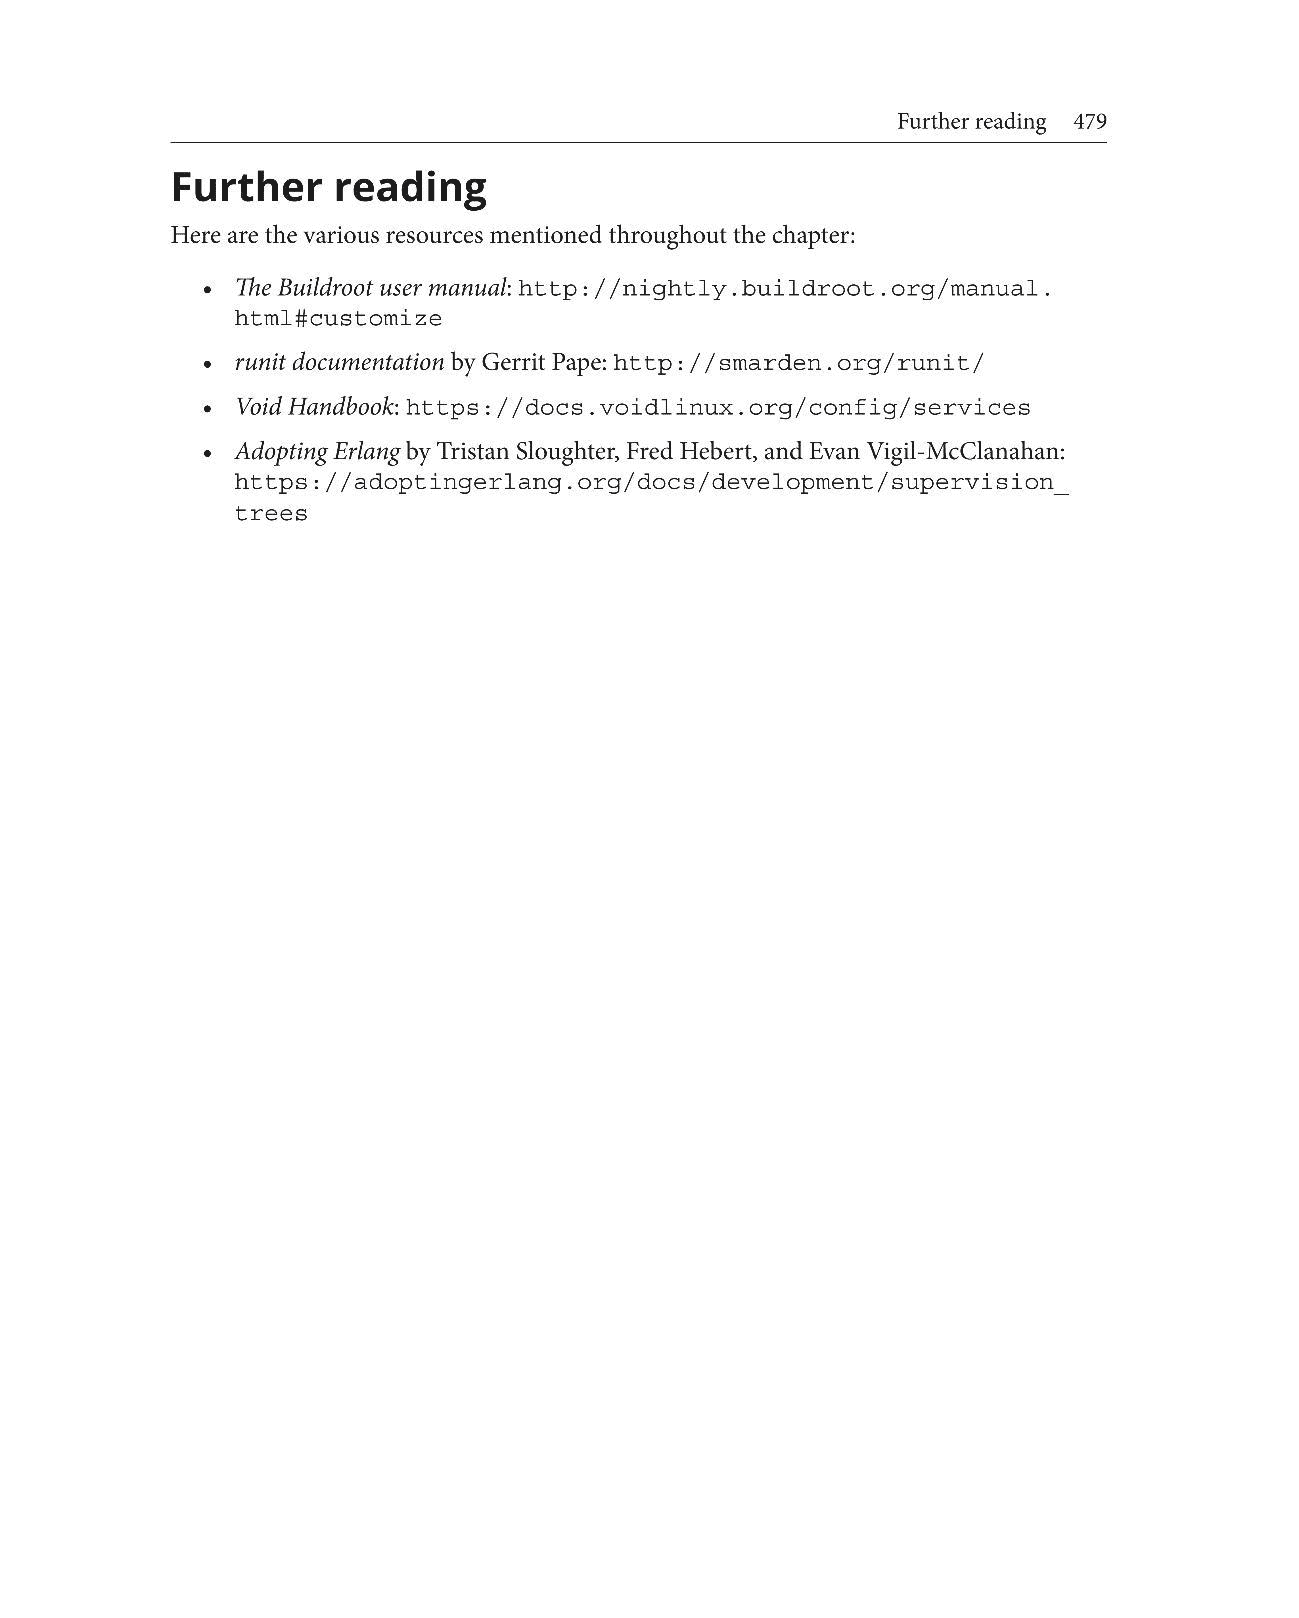 Further reading 479
Further reading
Here are the various resources mentioned throughout the chapter:
• The Buildroot user manual: http://nightly.buildroot.org/manual.
html#customize
• runit documentation by Gerrit Pape: http://smarden.org/runit/
• Void Handbook: https://docs.voidlinux.org/config/services
• Adopting Erlang by Tristan Sloughter, Fred Hebert, and Evan Vigil-McClanahan:
https://adoptingerlang.org/docs/development/supervision_
trees